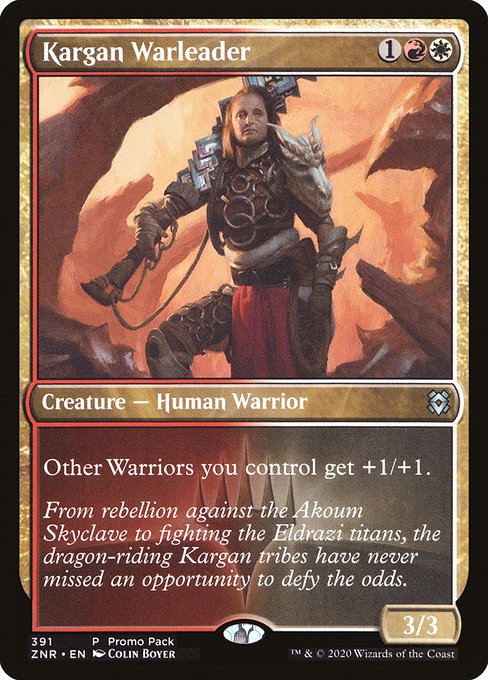 Kargan Warleader 1
Creature — Human Warrior
Other Warriors you control get +1/+1.
From rebellion against the Akoum
Skyclave to fighting the Eldrazi titans, the
dragon-riding Kargan tribes have never
missed an opportunity to defy the odds.
3/3
391 P Promo Pack
ZNR • EN Colin Boyer
™ & © 2020 Wizards of the Coast